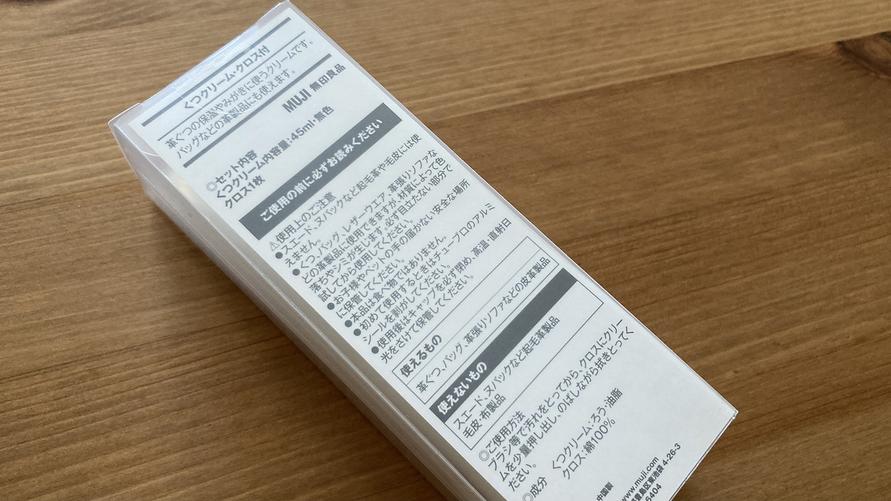 くつクリーム・クロス付
革ぐつの保湿やみがきに使うクリームです。
バッグなどの革製品にも使えます。
MUJI 無印良品
◎セット内容
くつクリーム内容量:45ml・無色
クロス1枚
ご使用の前に必ずお読みください
⚠使用上のご注意
●スエード、ヌバックなど起毛革や毛皮には使
えません。
●くつ、バッグ、レザーウエア、革張りソファな
どの革製品に使用できますが、材質によって色
落ちやシミが生じます。必ず目立たない部分で
試してから使用してください。
●お子様やペットの手の届かない安全な場所
に保管してください。
●本品は食べ物ではありません。
●初めて使用するときはチューブ口のアルミ
シールを剥がしてください。
●使用後はキャップを必ず閉め、高温・直射日
光をさけて保管してください。
使えるもの
革ぐつ、バッグ、革張りソファなどの皮革製品
使えないもの
スエード、ヌバックなど起毛革製品
毛皮・布製品
◎ご使用方法
ブラシ等で汚れをとってから、クロスにクリー
ムを少量押し出し、のばしながら拭きとってく
ださい。
◎成分 くつクリーム:ろう・油脂
クロス:綿100%
中国製
www.muji.com
豊島区東池袋 4-26-3